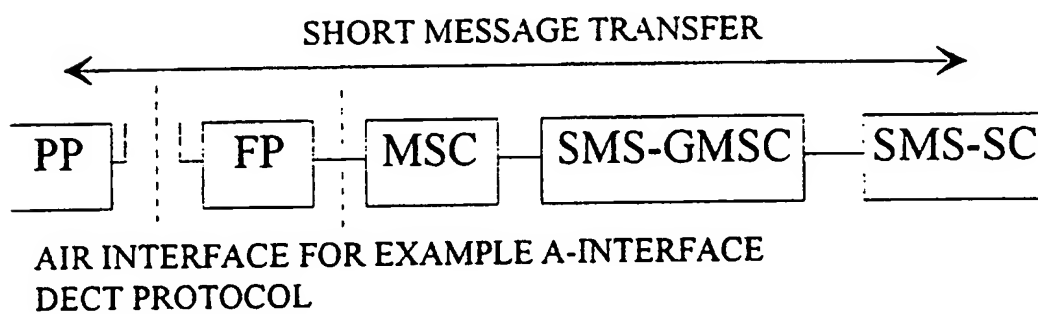 SHORT MESSAGE TRANSFER
PP FP MSC SMS-GMSC SMS-SC
AIR INTERFACE FOR EXAMPLE A-INTERFACE
DECT PROTOCOL